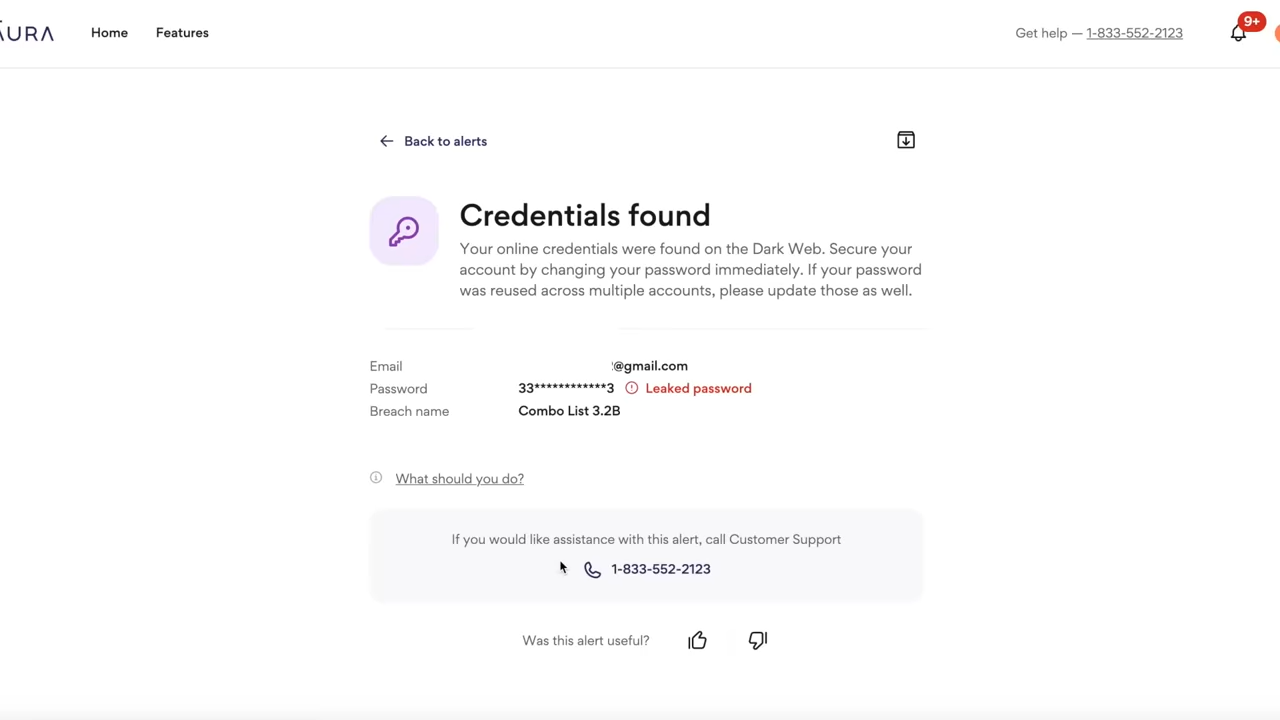 AURA Home Features Get help — 1-833-552-2123 9+
Back to alerts
Credentials found
Your online credentials were found on the Dark Web. Secure your
account by changing your password immediately. If your password
was reused across multiple accounts, please update those as well.
Email @gmail.com
Password 33************3 Leaked password
Breach name Combo List 3.2B
What should you do?
If you would like assistance with this alert, call Customer Support
1-833-552-2123
Was this alert useful?